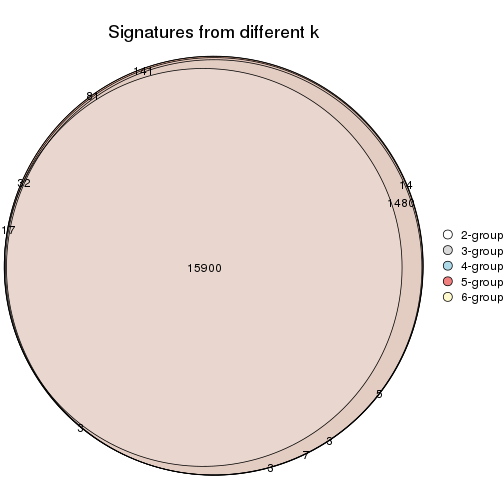 Signatures from different k
141
81
32
14
1480
17
15900
2-group
3-group
4-group
5-group
6-group
5
3
3
7
3